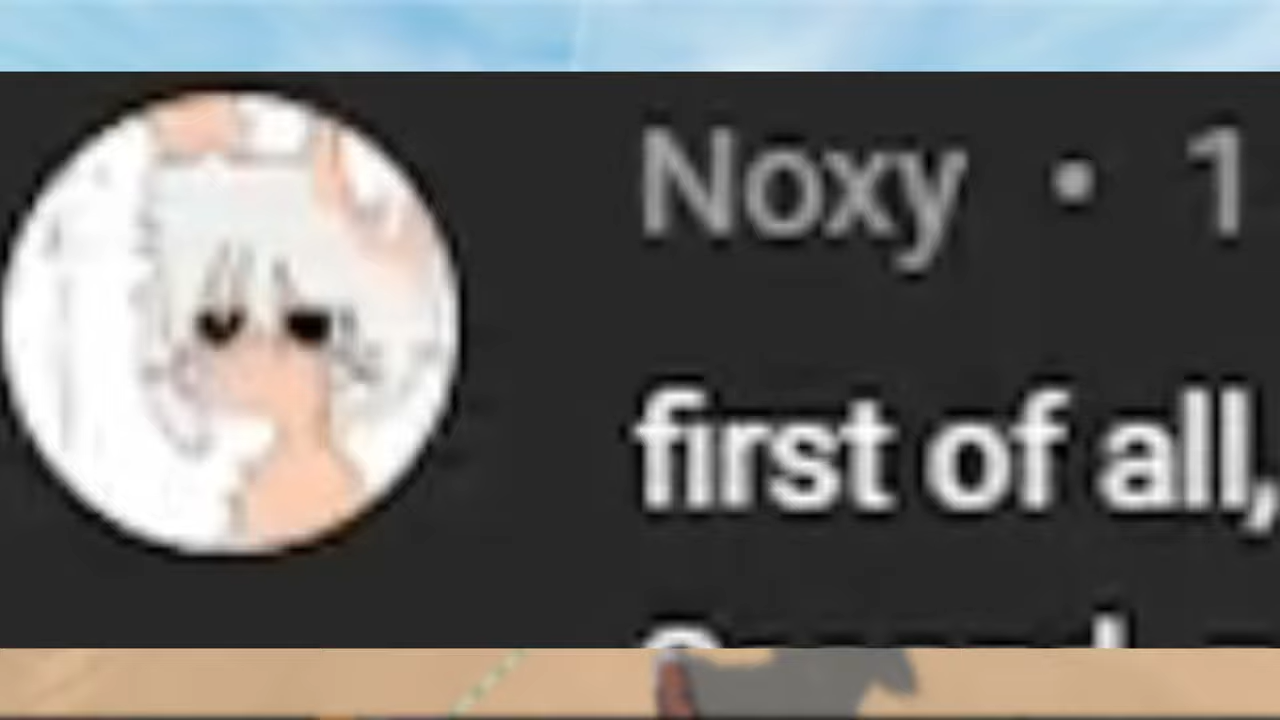 Noxy • 1
first of all,